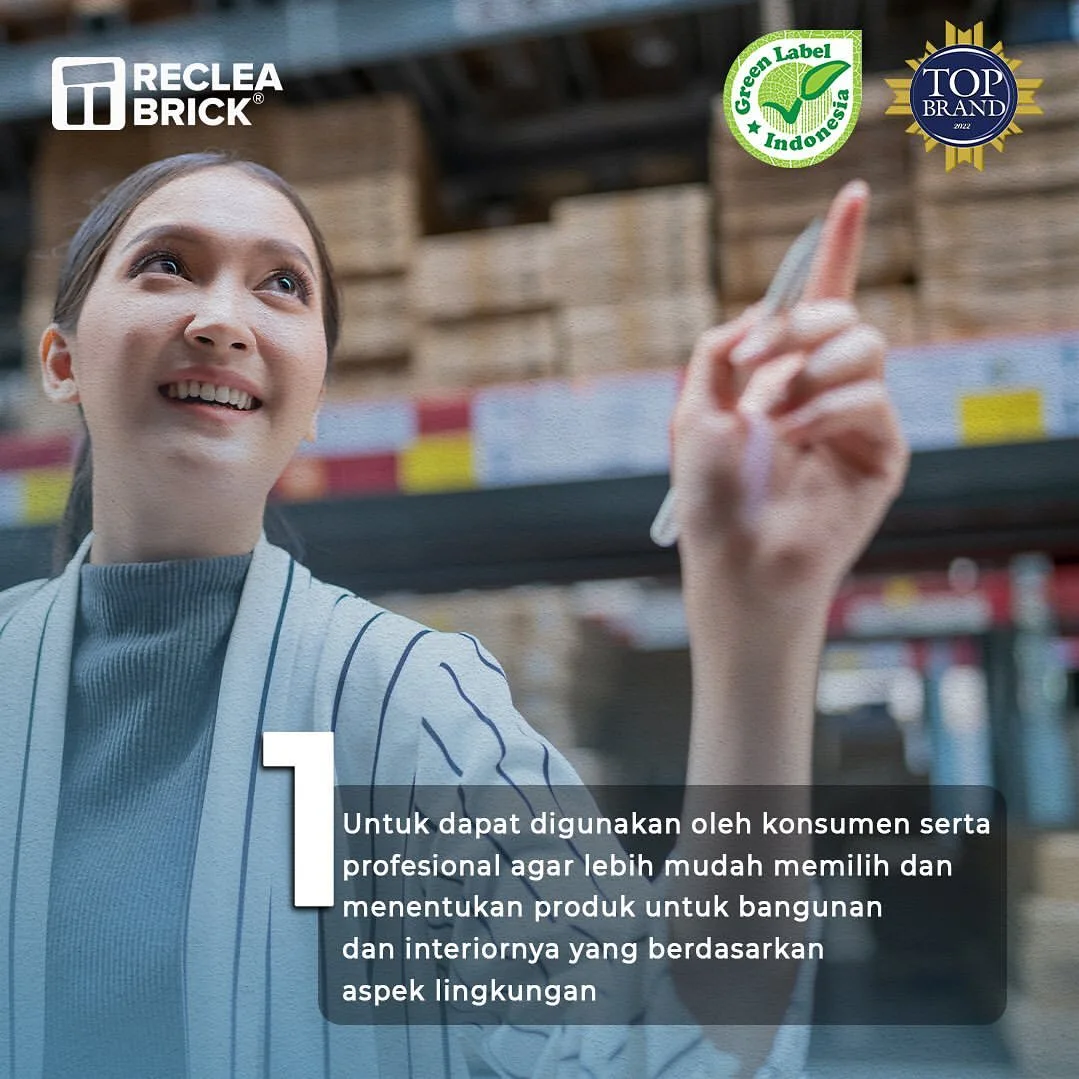 RECLEA
BRICK®
Green Label
Indonesia
TOP
BRAND
2022
1
Untuk dapat digunakan oleh konsumen serta
profesional agar lebih mudah memilih dan
menentukan produk untuk bangunan
dan interiornya yang berdasarkan
aspek lingkungan